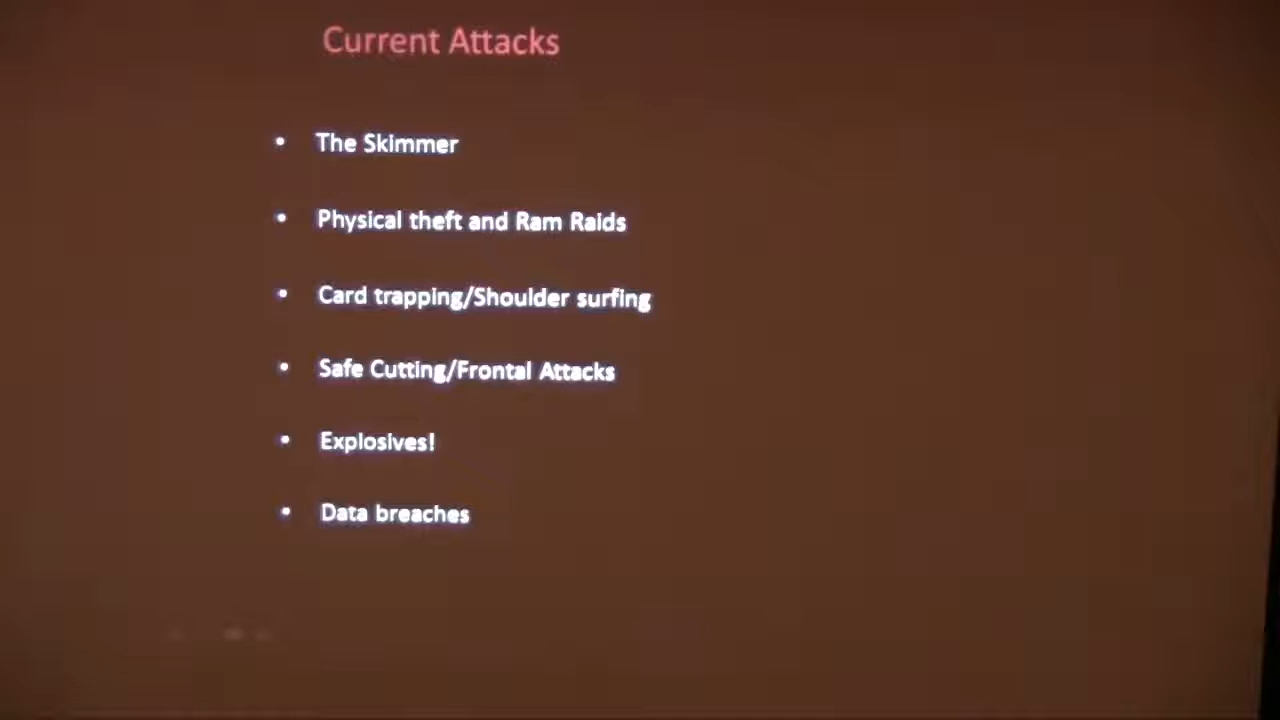 Current Attacks
• The Skimmer
• Physical theft and Ram Raids
• Card trapping/Shoulder surfing
• Safe Cutting/Frontal Attacks
• Explosives!
• Data breaches